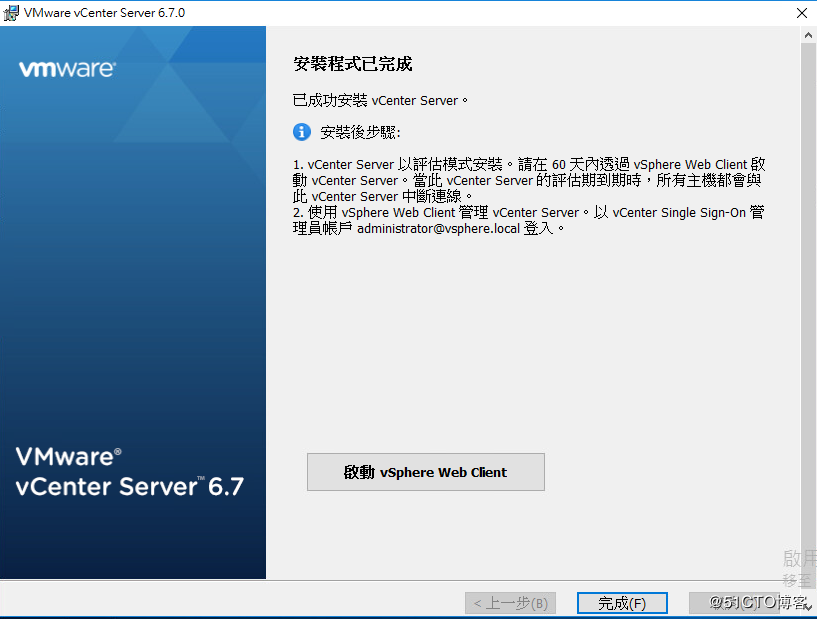 VMware vCenter Server 6.7.0
vmware®
安裝程式已完成
已成功安裝 vCenter Server。
安裝後步驟:
1. vCenter Server 以評估模式安裝。請在 60 天內透過 vSphere Web Client 啟
動 vCenter Server。當此 vCenter Server 的評估期到期時，所有主機都會與
此 vCenter Server 中斷連線。
2. 使用 vSphere Web Client 管理 vCenter Server。以 vCenter Single Sign-On 管
理員帳戶 administrator@vsphere.local 登入。
VMware®
vCenter Server™ 6.7
啟動 vSphere Web Client
啟用
移至
< 上一步(B)
完成(F)
@51CTO博客